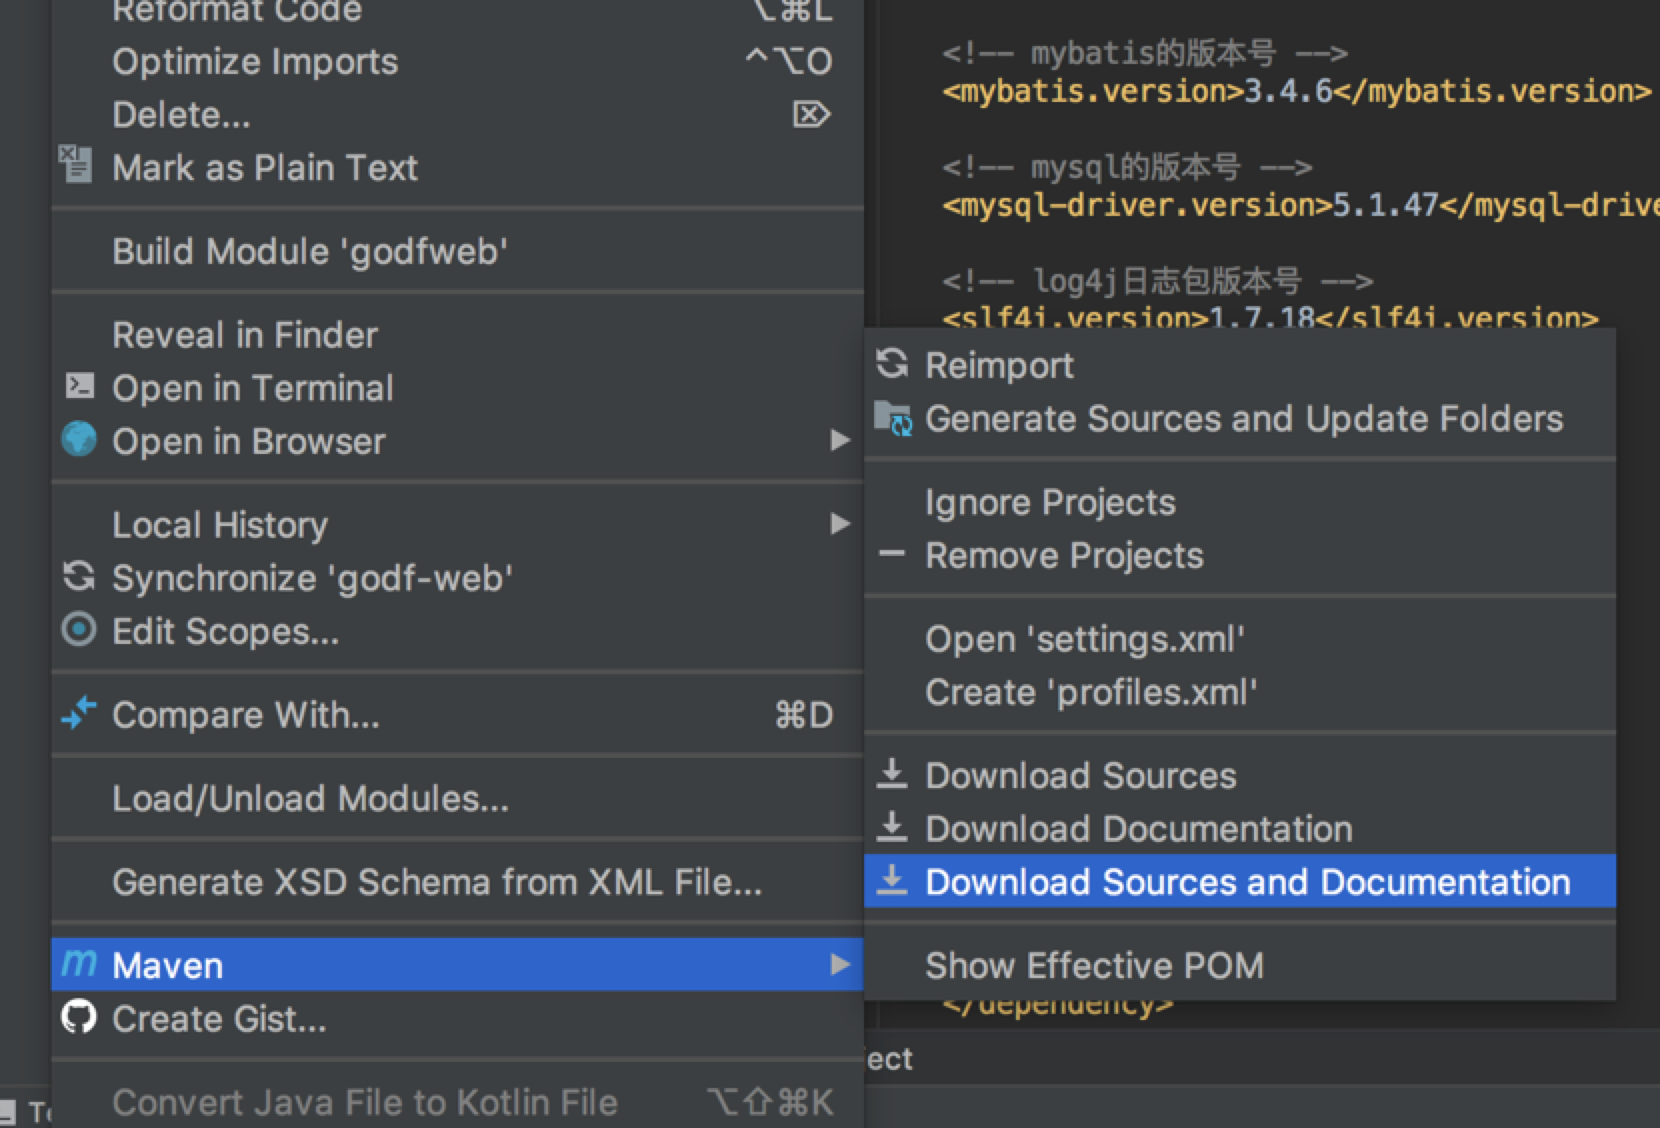 Reformat Code ⌥⌘L
Optimize Imports ^⌥O
Delete... ⌦
Mark as Plain Text
Build Module 'godfweb'
Reveal in Finder
Open in Terminal
Open in Browser
Local History
Synchronize 'godf-web'
Edit Scopes...
Compare With... ⌘D
Load/Unload Modules...
Generate XSD Schema from XML File...
Maven
Create Gist...
Convert Java File to Kotlin File ⌥⇧⌘K
<!-- mybatis的版本号 -->
<mybatis.version>3.4.6</mybatis.version>
<!-- mysql的版本号 -->
<mysql-driver.version>5.1.47</mysql-drive
<!-- log4j日志包版本号 -->
<slf4j.version>1.7.18</slf4j.version>
Reimport
Generate Sources and Update Folders
Ignore Projects
Remove Projects
Open 'settings.xml'
Create 'profiles.xml'
Download Sources
Download Documentation
Download Sources and Documentation
Show Effective POM
</dependency>
ject